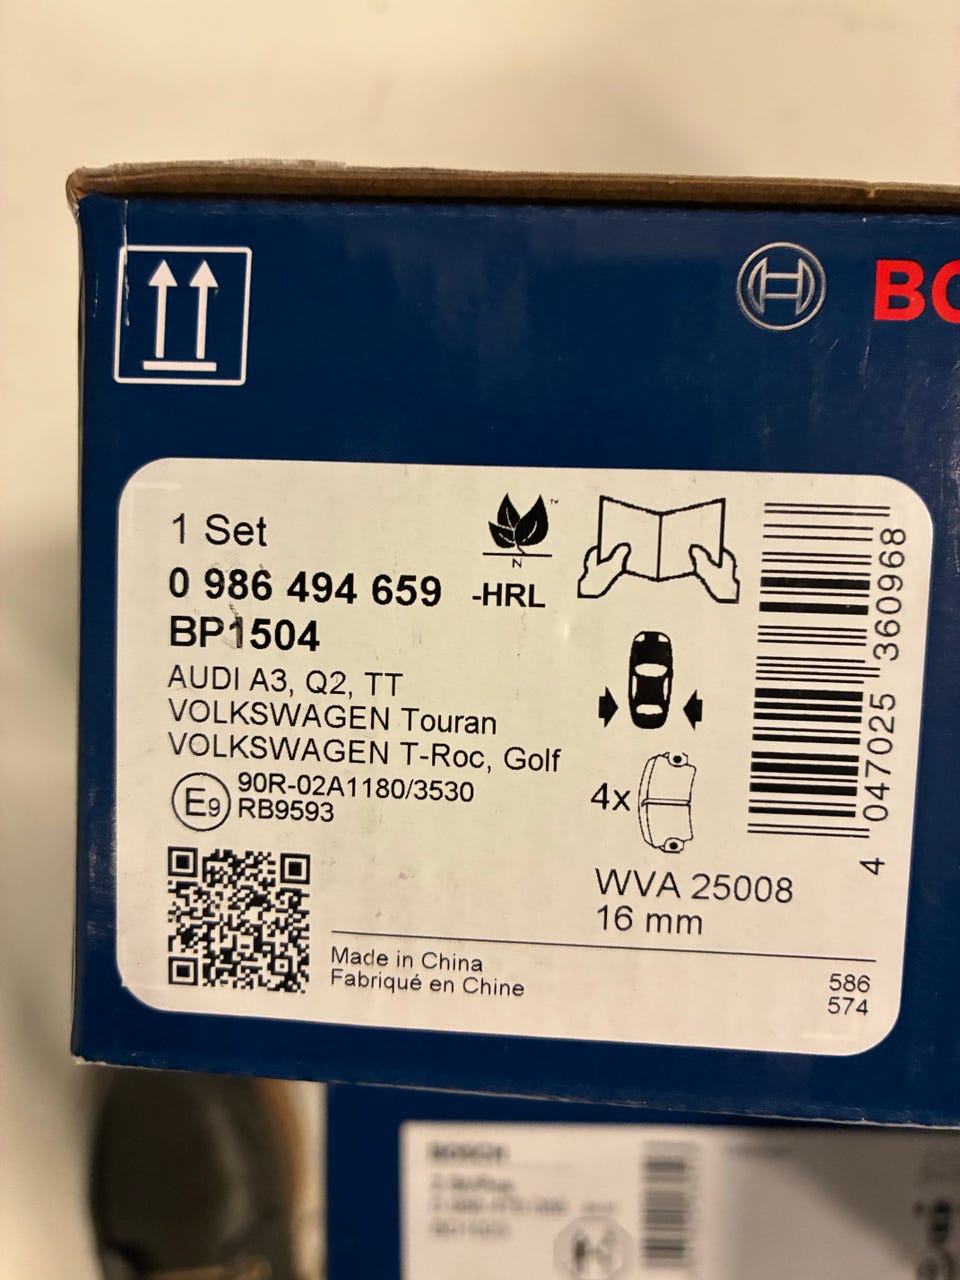 BO
1 Set
0 986 494 659 -HRL
BP1504
AUDI A3, Q2, TT
VOLKSWAGEN Touran
VOLKSWAGEN T-Roc, Golf
E9 90R-02A1180/3530
RB9593
™
N
4x
WVA 25008
16 mm
4 047025 360968
Made in China
Fabriqué en Chine
586
574
BOSCH